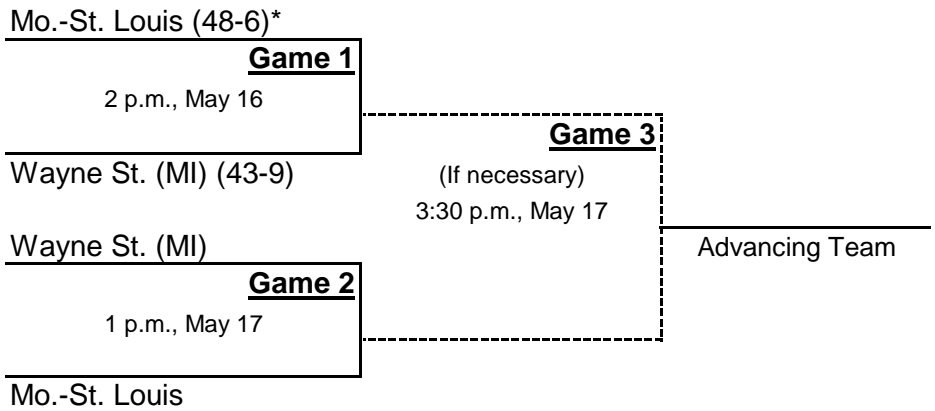 Mo.-St. Louis (48-6)*
Game 1
2 p.m., May 16
Game 3
Wayne St. (MI) (43-9)
(If necessary)
3:30 p.m., May 17
Wayne St. (MI)
Advancing Team
Game 2
1 p.m., May 17
Mo.-St. Louis